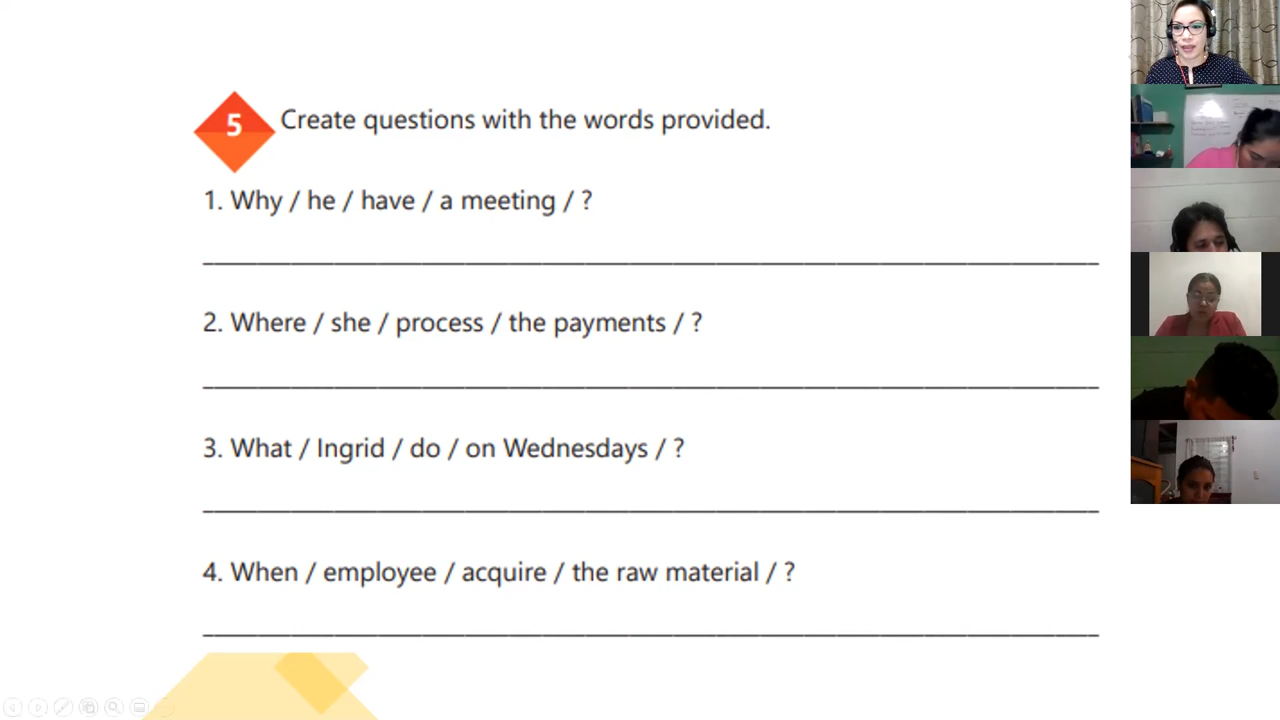 5
Create questions with the words provided.
1. Why / he / have / a meeting / ?
2. Where / she / process / the payments / ?
3. What / Ingrid / do / on Wednesdays / ?
4. When / employee / acquire / the raw material / ?